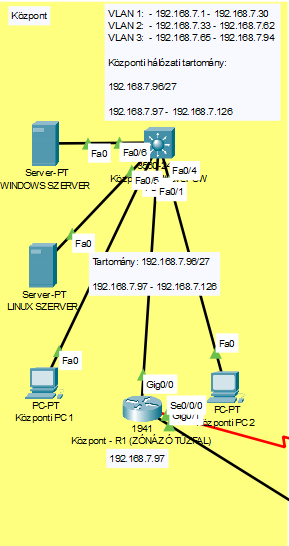 Központ
VLAN 1: - 192.168.7.1 - 192.168.7.30
VLAN 2: - 192.168.7.33 - 192.168.7.62
VLAN 3: - 192.168.7.65 - 192.168.7.94
Központi hálózati tartomány:
192.168.7.96/27
192.168.7.97 - 192.168.7.126
Server-PT
WINDOWS SZERVER
Fa0
Fa0/6
Fa0/4
Fa0/5
Fa0/1
Fa0
Server-PT
LINUX SZERVER
Tartomány: 192.168.7.96/27
192.168.7.97 - 192.168.7.126
Fa0
PC-PT
Központi PC 1
Fa0
PC-PT
Központi PC 2
Gig0/0
Se0/0/0
Gig0/1
1941
Központ - R1 (ZÓNÁZÓ TŰZFAL)
192.168.7.97